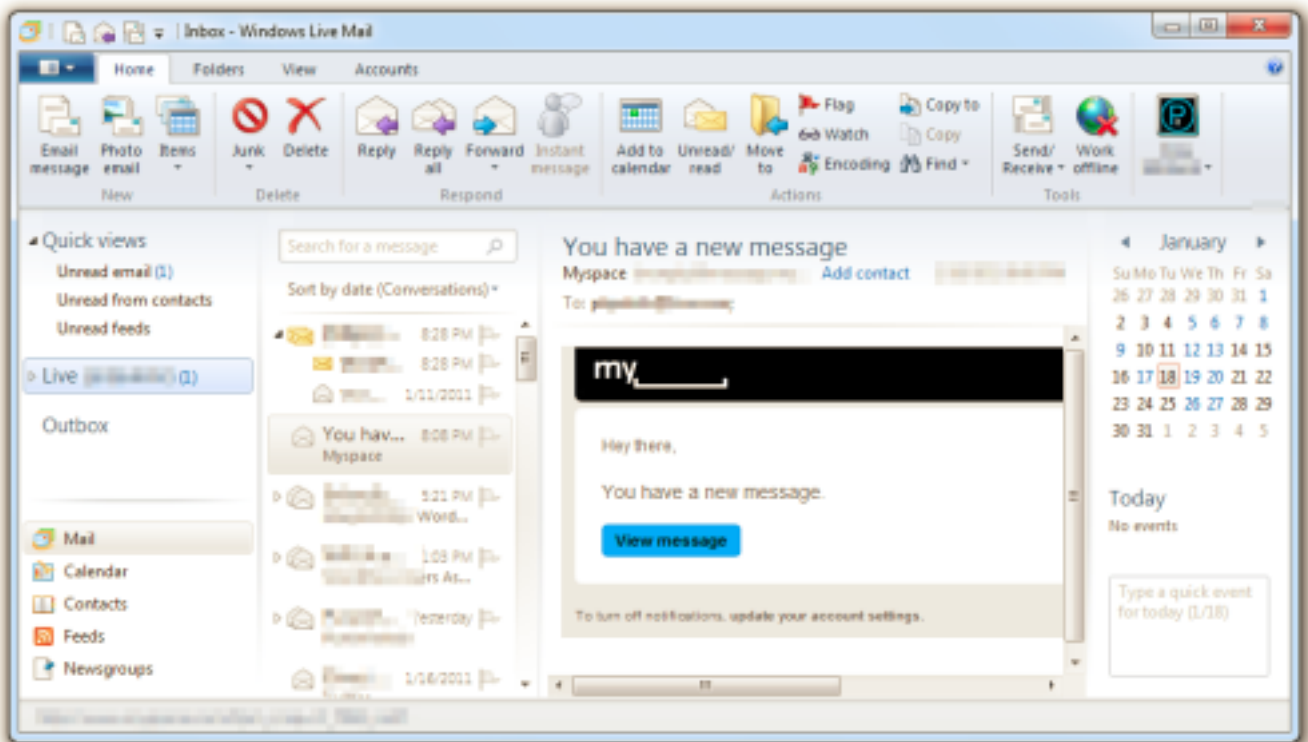 Inbox - Windows Live Mail
Home Folders View Accounts
Email message
Photo email
Items
New
Junk
Delete
Delete
Reply
Reply all
Forward
Instant message
Respond
Add to calendar
Unread/ read
Move to
Flag
Watch
Encoding
Copy to
Copy
Find
Actions
Send/ Receive
Work offline
Tools
Quick views
Unread email (1)
Unread from contacts
Unread feeds
Live (1)
Outbox
Mail
Calendar
Contacts
Feeds
Newsgroups
Search for a message
Sort by date (Conversations)
8:28 PM
8:28 PM
1/11/2011
You hav... 8:08 PM
Myspace
5:21 PM
Word...
1:03 PM
ers As...
Yesterday
1/16/2011
You have a new message
Myspace Add contact
To:
my
Hey there,
You have a new message.
View message
To turn off notifications, update your account settings.
January
Su Mo Tu We Th Fr Sa
26 27 28 29 30 31 1
2 3 4 5 6 7 8
9 10 11 12 13 14 15
16 17 18 19 20 21 22
23 24 25 26 27 28 29
30 31 1 2 3 4 5
Today
No events
Type a quick event
for today (1/18)